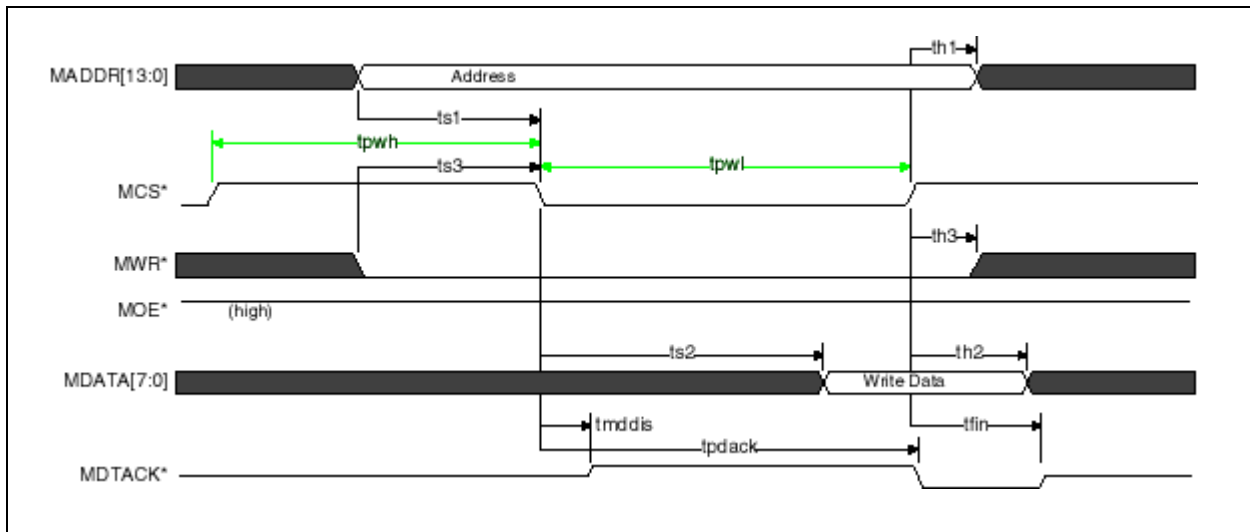 th1
MADDR[13:0]
Address
ts1
tpwh
ts3
tpwl
MCS*
th3
MWR*
MOE*
(high)
ts2
th2
MDATA[7:0]
Write Data
tmddis
tfin
tpdack
MDTACK*